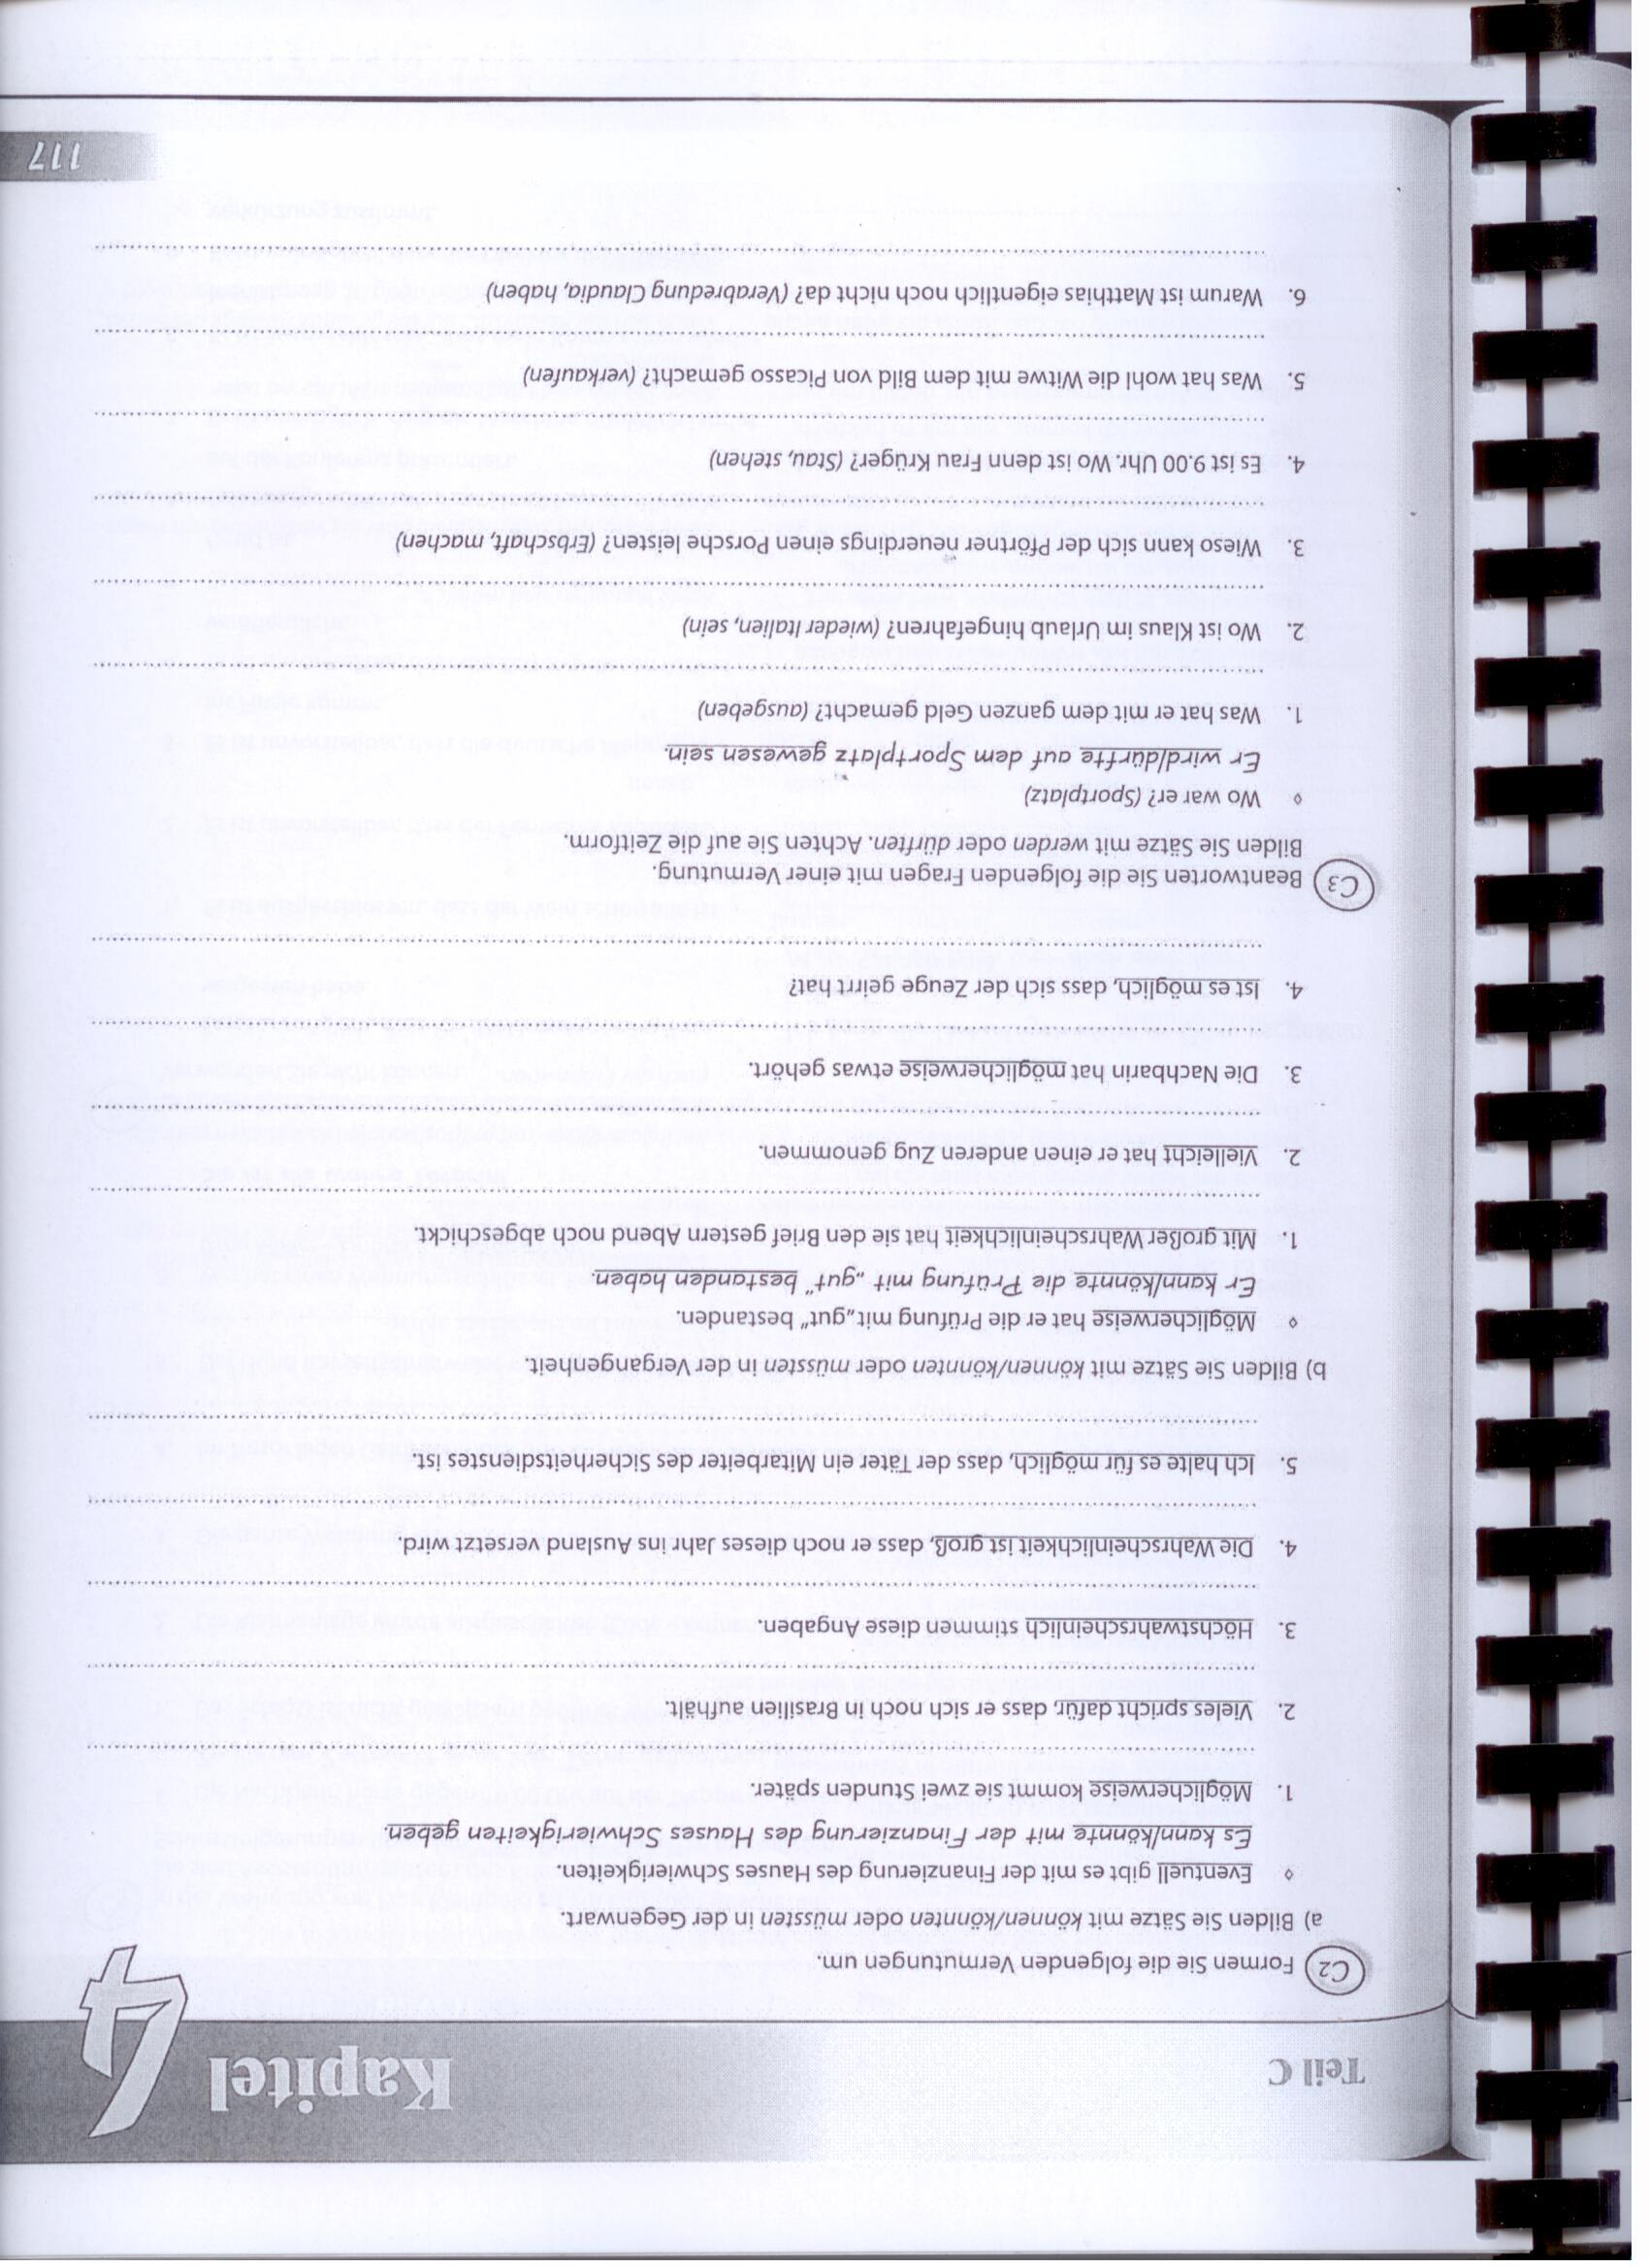 Teil C
Kapitel 4
C2 Formen Sie die folgenden Vermutungen um.
a) Bilden Sie Sätze mit können/könnten oder müssten in der Gegenwart.
◊ Eventuell gibt es mit der Finanzierung des Hauses Schwierigkeiten.
Es kann/könnte mit der Finanzierung des Hauses Schwierigkeiten geben.
1. Möglicherweise kommt sie zwei Stunden später.
2. Vieles spricht dafür, dass er sich noch in Brasilien aufhält.
3. Höchstwahrscheinlich stimmen diese Angaben.
4. Die Wahrscheinlichkeit ist groß, dass er noch dieses Jahr ins Ausland versetzt wird.
5. Ich halte es für möglich, dass der Täter ein Mitarbeiter des Sicherheitsdienstes ist.
b) Bilden Sie Sätze mit können/könnten oder müssten in der Vergangenheit.
◊ Möglicherweise hat er die Prüfung mit „gut“ bestanden.
Er kann/könnte die Prüfung mit „gut“ bestanden haben.
1. Mit großer Wahrscheinlichkeit hat sie den Brief gestern Abend noch abgeschickt.
2. Vielleicht hat er einen anderen Zug genommen.
3. Die Nachbarin hat möglicherweise etwas gehört.
4. Ist es möglich, dass sich der Zeuge geirrt hat?
C3 Beantworten Sie die folgenden Fragen mit einer Vermutung.
Bilden Sie Sätze mit werden oder dürften. Achten Sie auf die Zeitform.
◊ Wo war er? (Sportplatz)
Er wird/dürfte auf dem Sportplatz gewesen sein.
1. Was hat er mit dem ganzen Geld gemacht? (ausgeben)
2. Wo ist Klaus im Urlaub hingefahren? (wieder Italien, sein)
3. Wieso kann sich der Pförtner neuerdings einen Porsche leisten? (Erbschaft, machen)
4. Es ist 9.00 Uhr. Wo ist denn Frau Krüger? (Stau, stehen)
5. Was hat wohl die Witwe mit dem Bild von Picasso gemacht? (verkaufen)
6. Warum ist Matthias eigentlich noch nicht da? (Verabredung Claudia, haben)
117